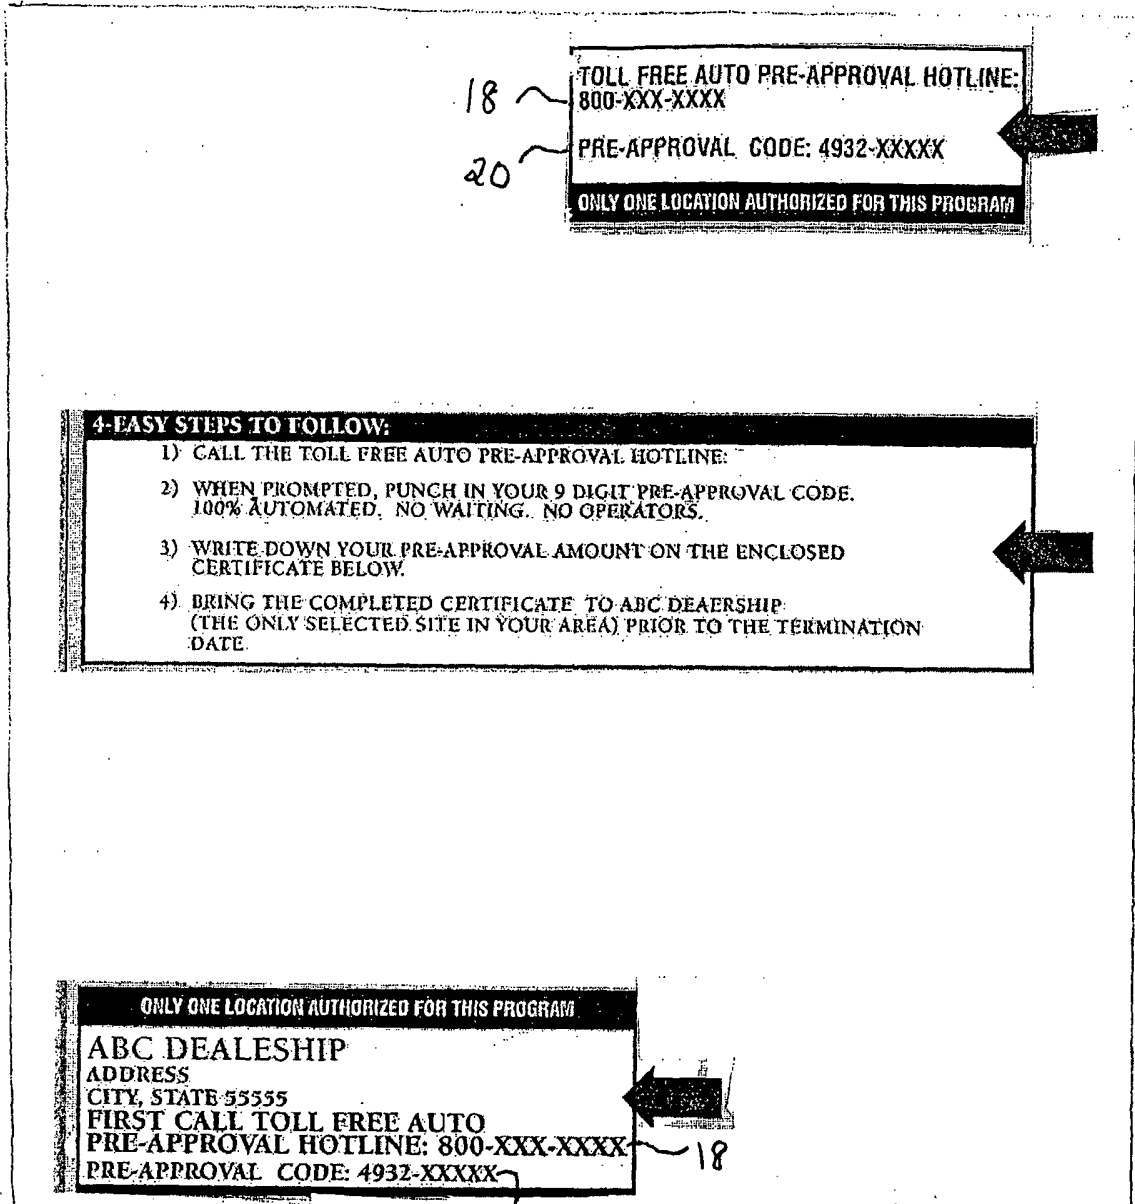 TOLL FREE AUTO PRE-APPROVAL HOTLINE:
18
800-XXX-XXXX
PRE-APPROVAL CODE: 4932-XXXXX
20
ONLY ONE LOCATION AUTHORIZED FOR THIS PROGRAM
4-EASY STEPS TO FOLLOW:
1) CALL THE TOLL FREE AUTO PRE-APPROVAL HOTLINE:
2) WHEN PROMPTED, PUNCH IN YOUR 9 DIGIT PRE-APPROVAL CODE.
100% AUTOMATED. NO WAITING. NO OPERATORS.
3) WRITE DOWN YOUR PRE-APPROVAL AMOUNT ON THE ENCLOSED
CERTIFICATE BELOW.
4) BRING THE COMPLETED CERTIFICATE TO ABC DEAERSHIP
(THE ONLY SELECTED SITE IN YOUR AREA) PRIOR TO THE TERMINATION
DATE.
ONLY ONE LOCATION AUTHORIZED FOR THIS PROGRAM
ABC DEALESHIP
ADDRESS
CITY, STATE 55555
FIRST CALL TOLL FREE AUTO
PRE-APPROVAL HOTLINE: 800-XXX-XXXX 18
PRE-APPROVAL CODE: 4932-XXXXX